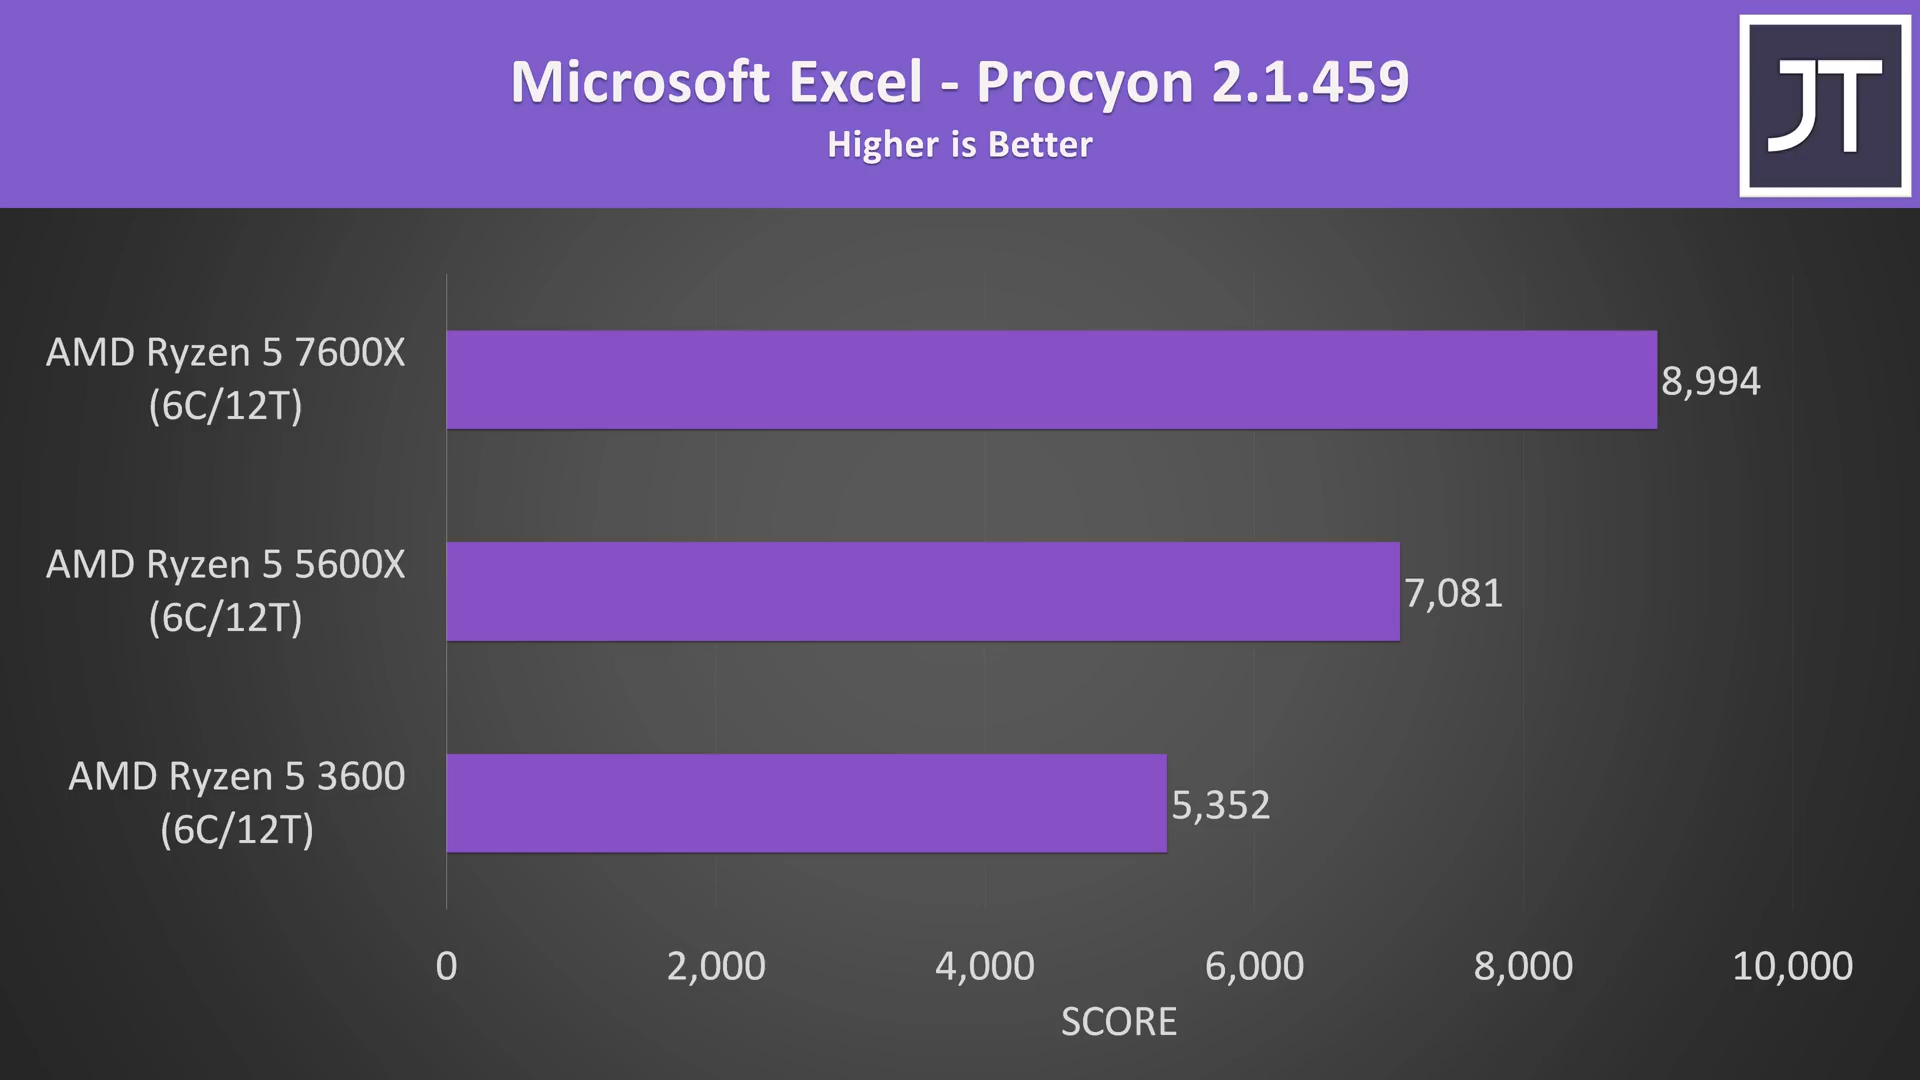 Microsoft Excel - Procyon 2.1.459
Higher is Better
JT
AMD Ryzen 5 7600X
(6C/12T)
8,994
AMD Ryzen 5 5600X
(6C/12T)
7,081
AMD Ryzen 5 3600
(6C/12T)
5,352
0 2,000 4,000 6,000 8,000 10,000
SCORE